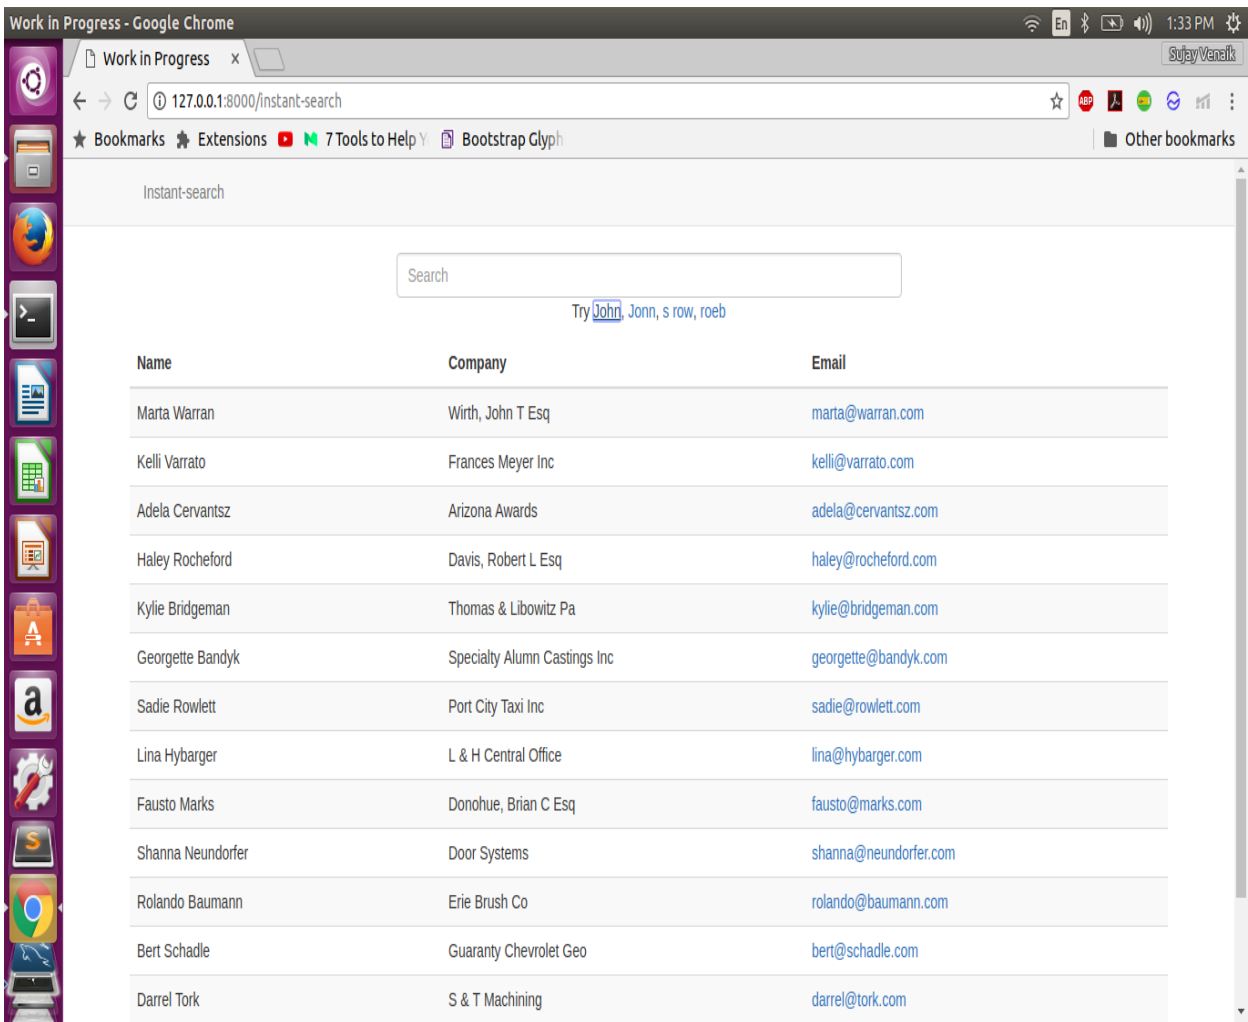 Work in Progress - Google Chrome En 1:33 PM
Work in Progress x Sujay Venaik
127.0.0.1:8000/instant-search ABP
Bookmarks Extensions 7 Tools to Help Y Bootstrap Glyph Other bookmarks
Instant-search
Search
Try John, Jonn, s row, roeb
Name Company Email
Marta Warran Wirth, John T Esq marta@warran.com
Kelli Varrato Frances Meyer Inc kelli@varrato.com
Adela Cervantsz Arizona Awards adela@cervantsz.com
Haley Rocheford Davis, Robert L Esq haley@rocheford.com
Kylie Bridgeman Thomas & Libowitz Pa kylie@bridgeman.com
Georgette Bandyk Specialty Alumn Castings Inc georgette@bandyk.com
Sadie Rowlett Port City Taxi Inc sadie@rowlett.com
Lina Hybarger L & H Central Office lina@hybarger.com
Fausto Marks Donohue, Brian C Esq fausto@marks.com
Shanna Neundorfer Door Systems shanna@neundorfer.com
Rolando Baumann Erie Brush Co rolando@baumann.com
Bert Schadle Guaranty Chevrolet Geo bert@schadle.com
Darrel Tork S & T Machining darrel@tork.com